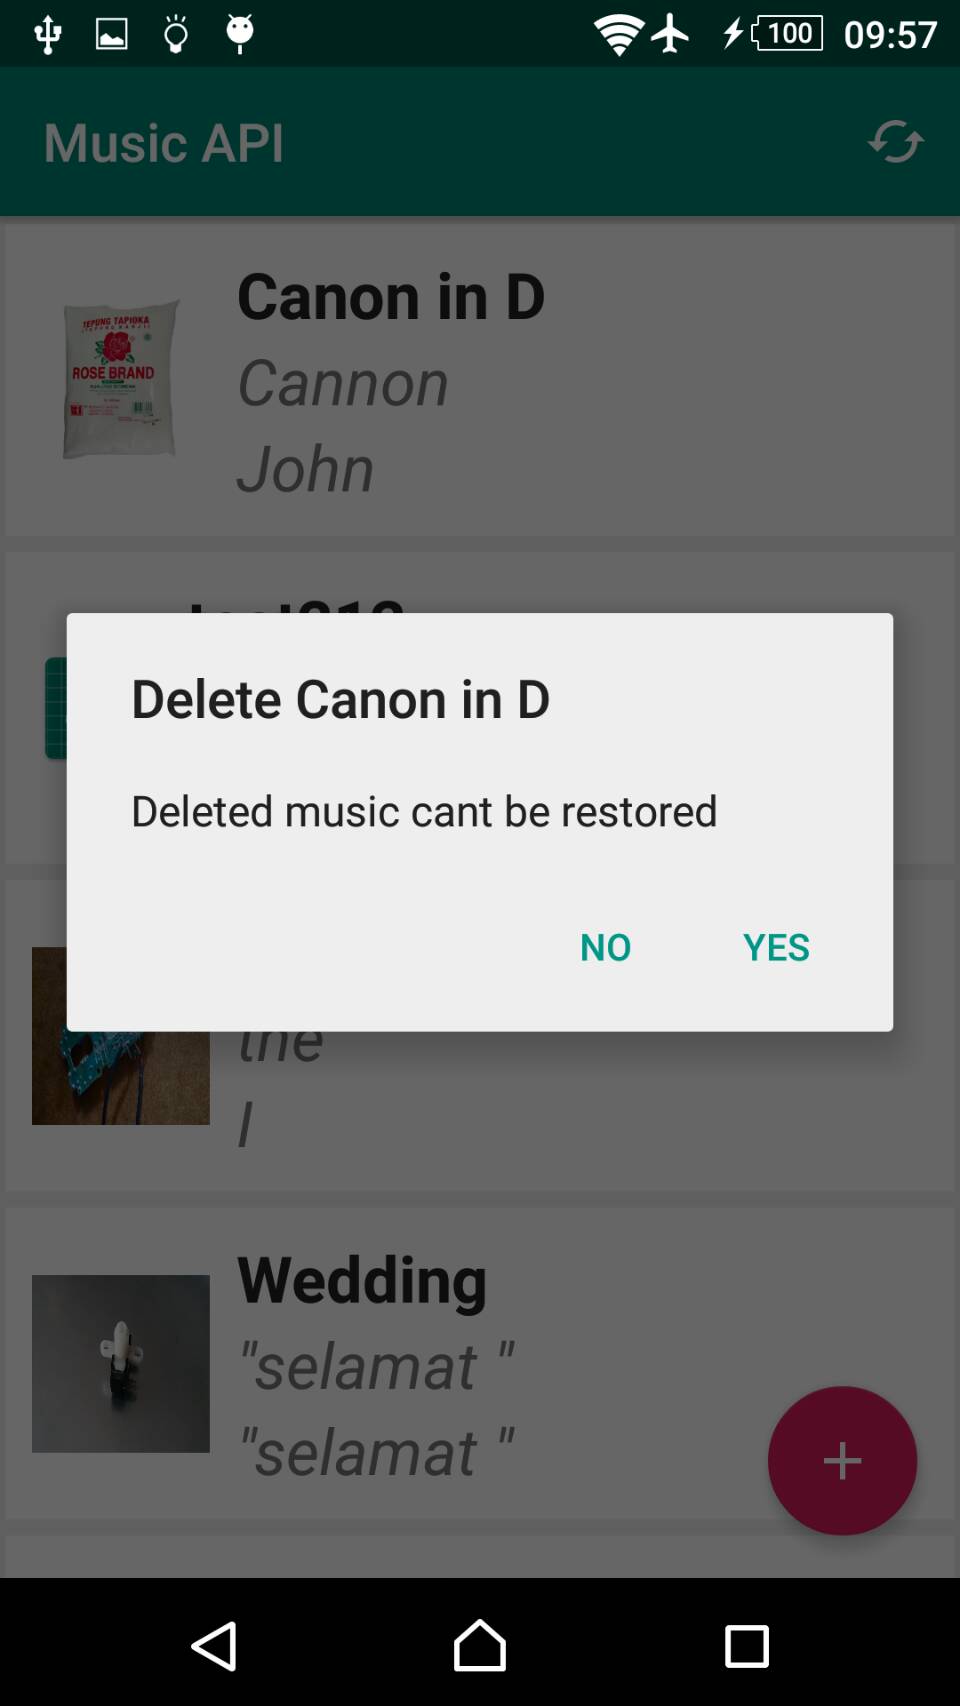 100 09:57
Music API
Canon in D
Cannon
John
TEPUNG TAPIOKA
ROSE BRAND
Delete Canon in D
Deleted music cant be restored
NO YES
the
I
Wedding
"selamat "
"selamat "